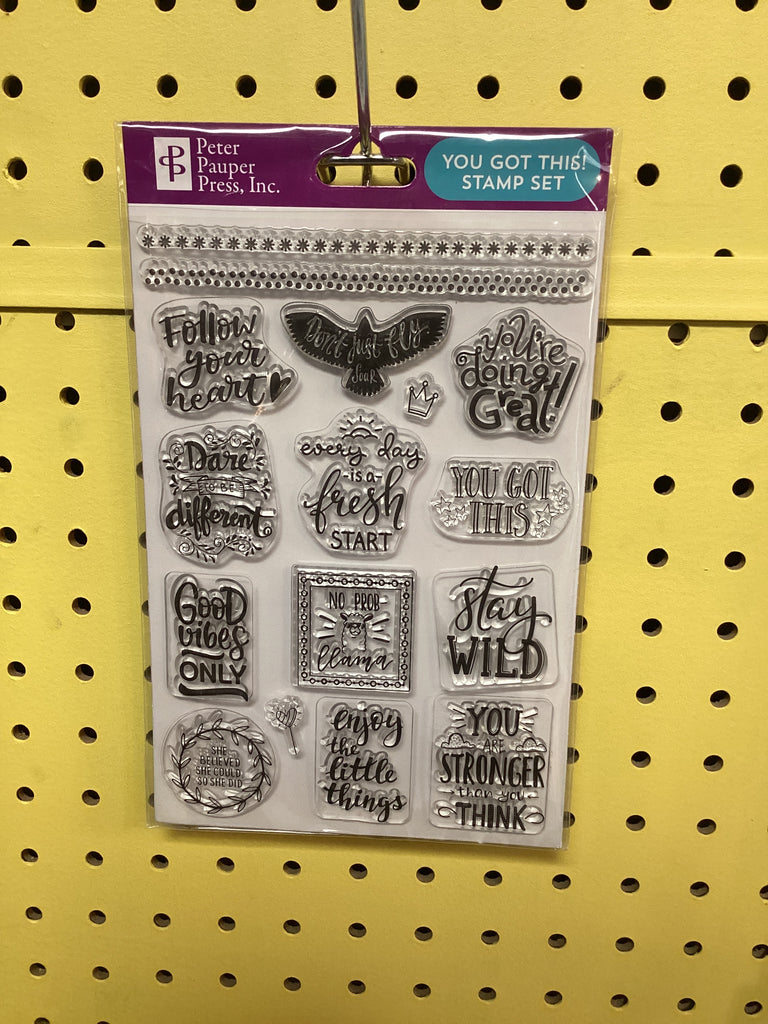 Peter
Pauper
Press, Inc.
YOU GOT THIS!
STAMP SET
Follow
your
heart
Don't just fly
Soar
you're
doing
Great!
Dare
TO BE
different
every day
is a
fresh
START
YOU GOT
THIS
GOOD
vibes
ONLY
NO PROB
llama
stay
WILD
SHE
BELIEVED
SHE COULD,
SO SHE DID
enjoy
the
little
things
YOU
ARE
STRONGER
than you
THINK